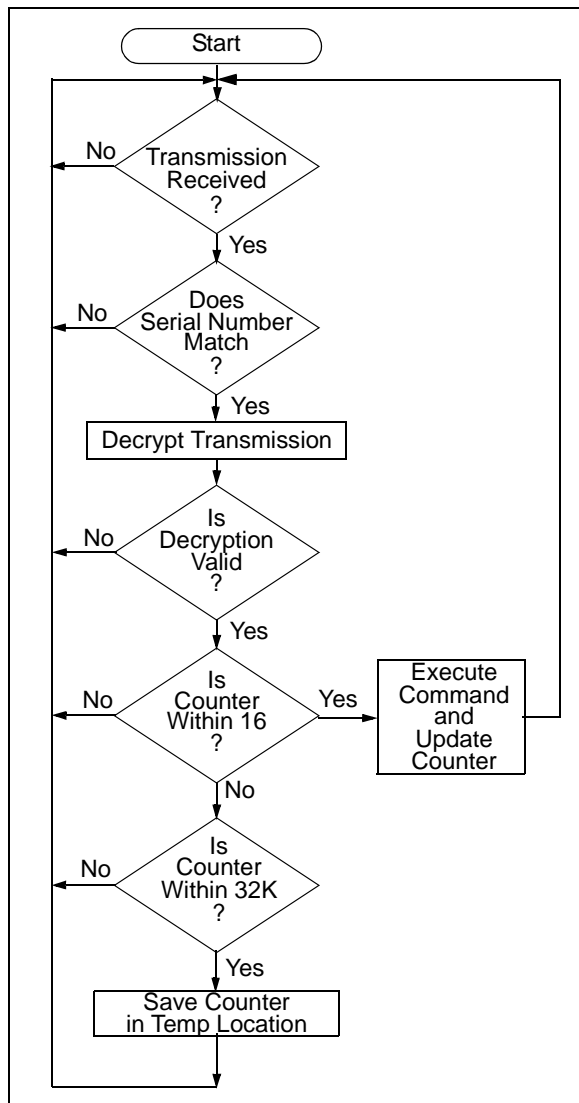 Start
No
Transmission
Received
?
Yes
No
Does
Serial Number
Match
?
Yes
Decrypt Transmission
No
Is
Decryption
Valid
?
Yes
No
Is
Counter
Within 16
?
Yes
Execute
Command
and
Update
Counter
No
No
Is
Counter
Within 32K
?
Yes
Save Counter
in Temp Location